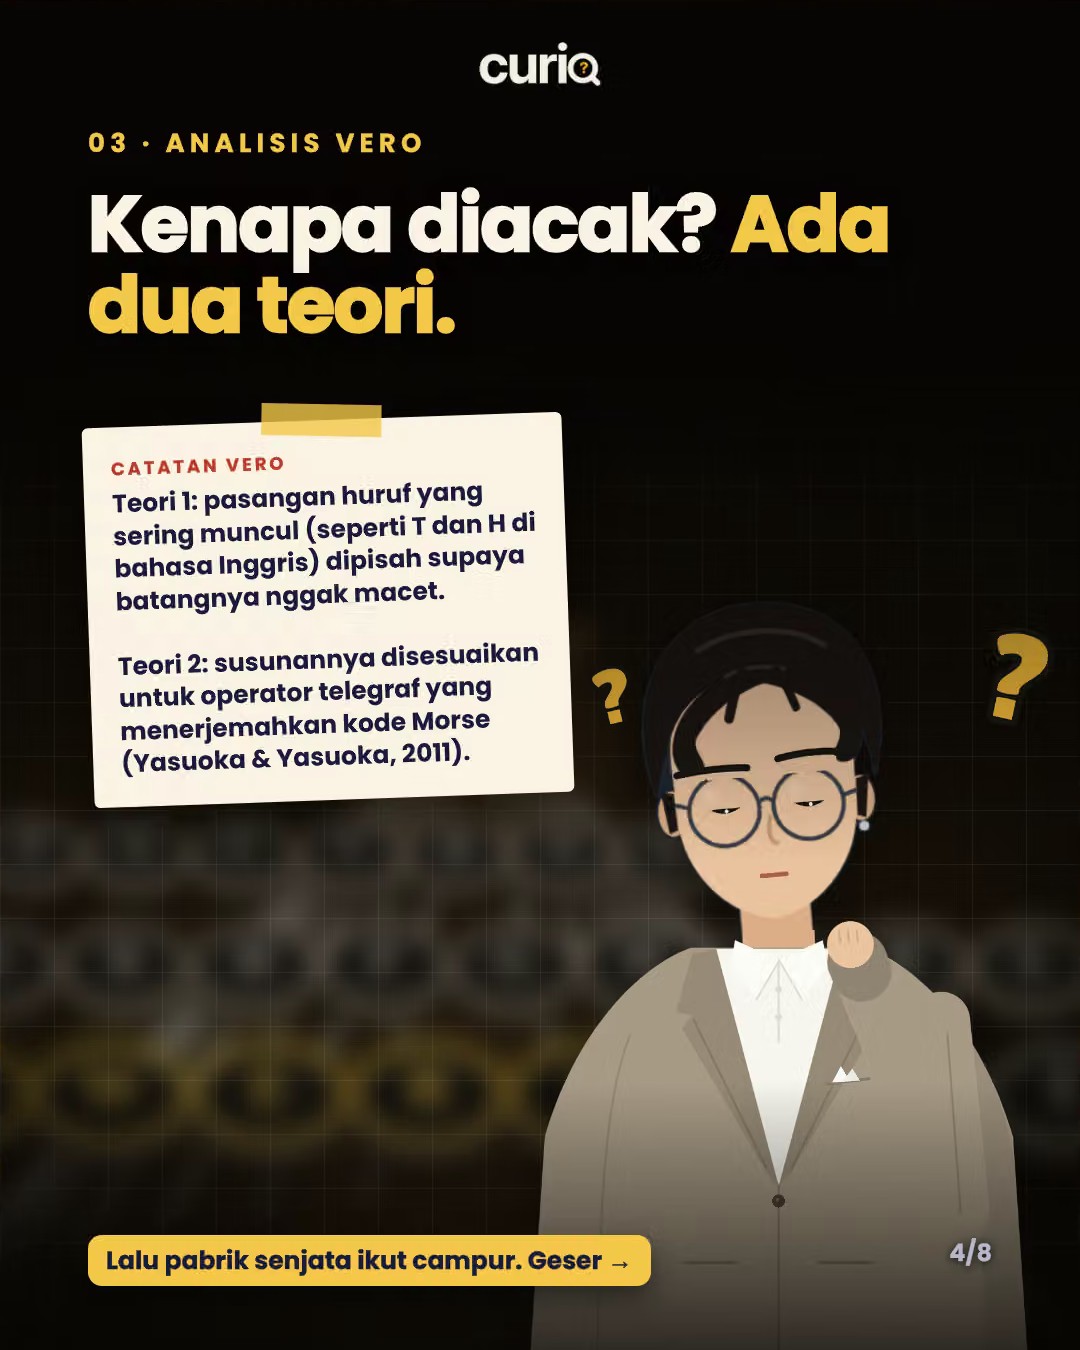 curio
03 · ANALISIS VERO
Kenapa diacak? Ada
dua teori.
CATATAN VERO
Teori 1: pasangan huruf yang
sering muncul (seperti T dan H di
bahasa Inggris) dipisah supaya
batangnya nggak macet.
Teori 2: susunannya disesuaikan
untuk operator telegraf yang
menerjemahkan kode Morse
(Yasuoka & Yasuoka, 2011).
?
?
Lalu pabrik senjata ikut campur. Geser →
4/8